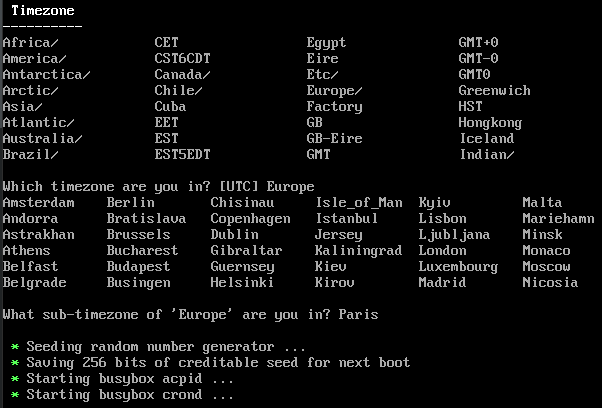 Timezone
----------
Africa/ CET Egypt GMT+0
America/ CST6CDT Eire GMT-0
Antarctica/ Canada/ Etc/ GMT0
Arctic/ Chile/ Europe/ Greenwich
Asia/ Cuba Factory HST
Atlantic/ EET GB Hongkong
Australia/ EST GB-Eire Iceland
Brazil/ EST5EDT GMT Indian/
Which timezone are you in? [UTC] Europe
Amsterdam Berlin Chisinau Isle_of_Man Kyiv Malta
Andorra Bratislava Copenhagen Istanbul Lisbon Mariehamn
Astrakhan Brussels Dublin Jersey Ljubljana Minsk
Athens Bucharest Gibraltar Kaliningrad London Monaco
Belfast Budapest Guernsey Kiev Luxembourg Moscow
Belgrade Busingen Helsinki Kirov Madrid Nicosia
What sub-timezone of 'Europe' are you in? Paris
* Seeding random number generator ...
* Saving 256 bits of creditable seed for next boot
* Starting busybox acpid ...
* Starting busybox crond ...